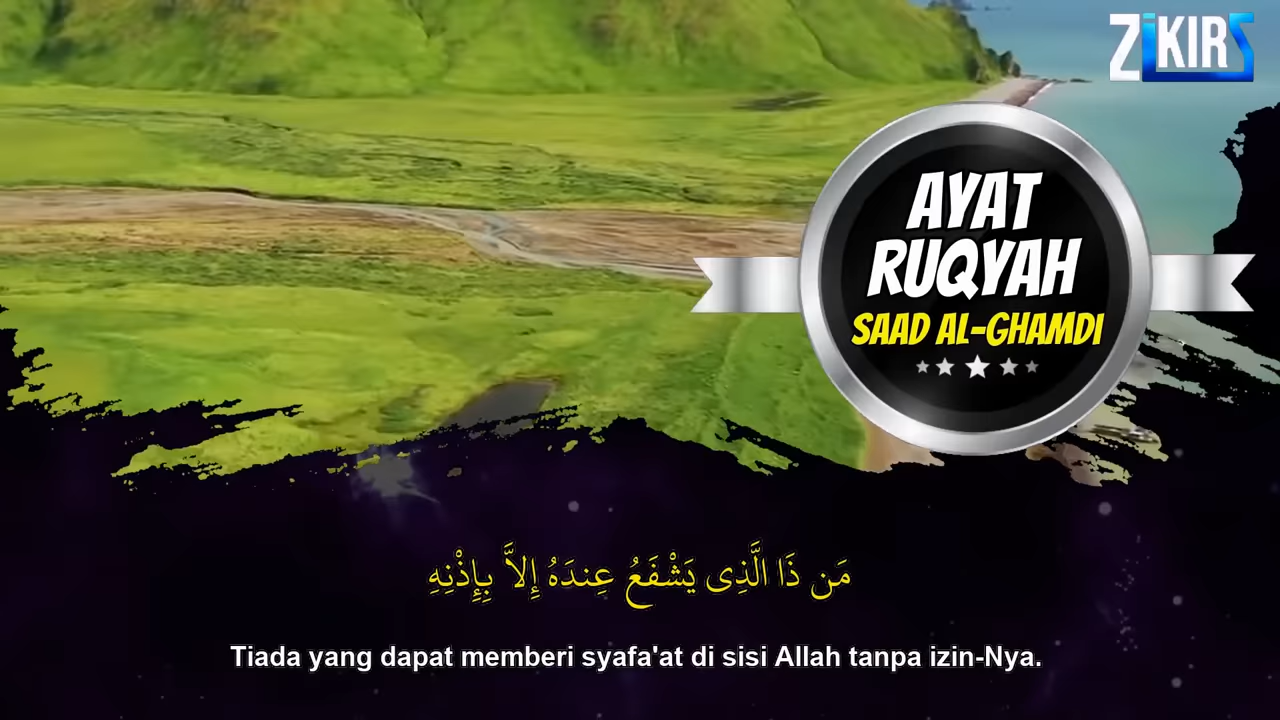 ZIKIRS
AYAT
RUQYAH
SAAD AL-GHAMDI
مَن ذَا الَّذِى يَشْفَعُ عِندَهُ إِلاَّ بِإِذْنِهِ
Tiada yang dapat memberi syafa'at di sisi Allah tanpa izin-Nya.